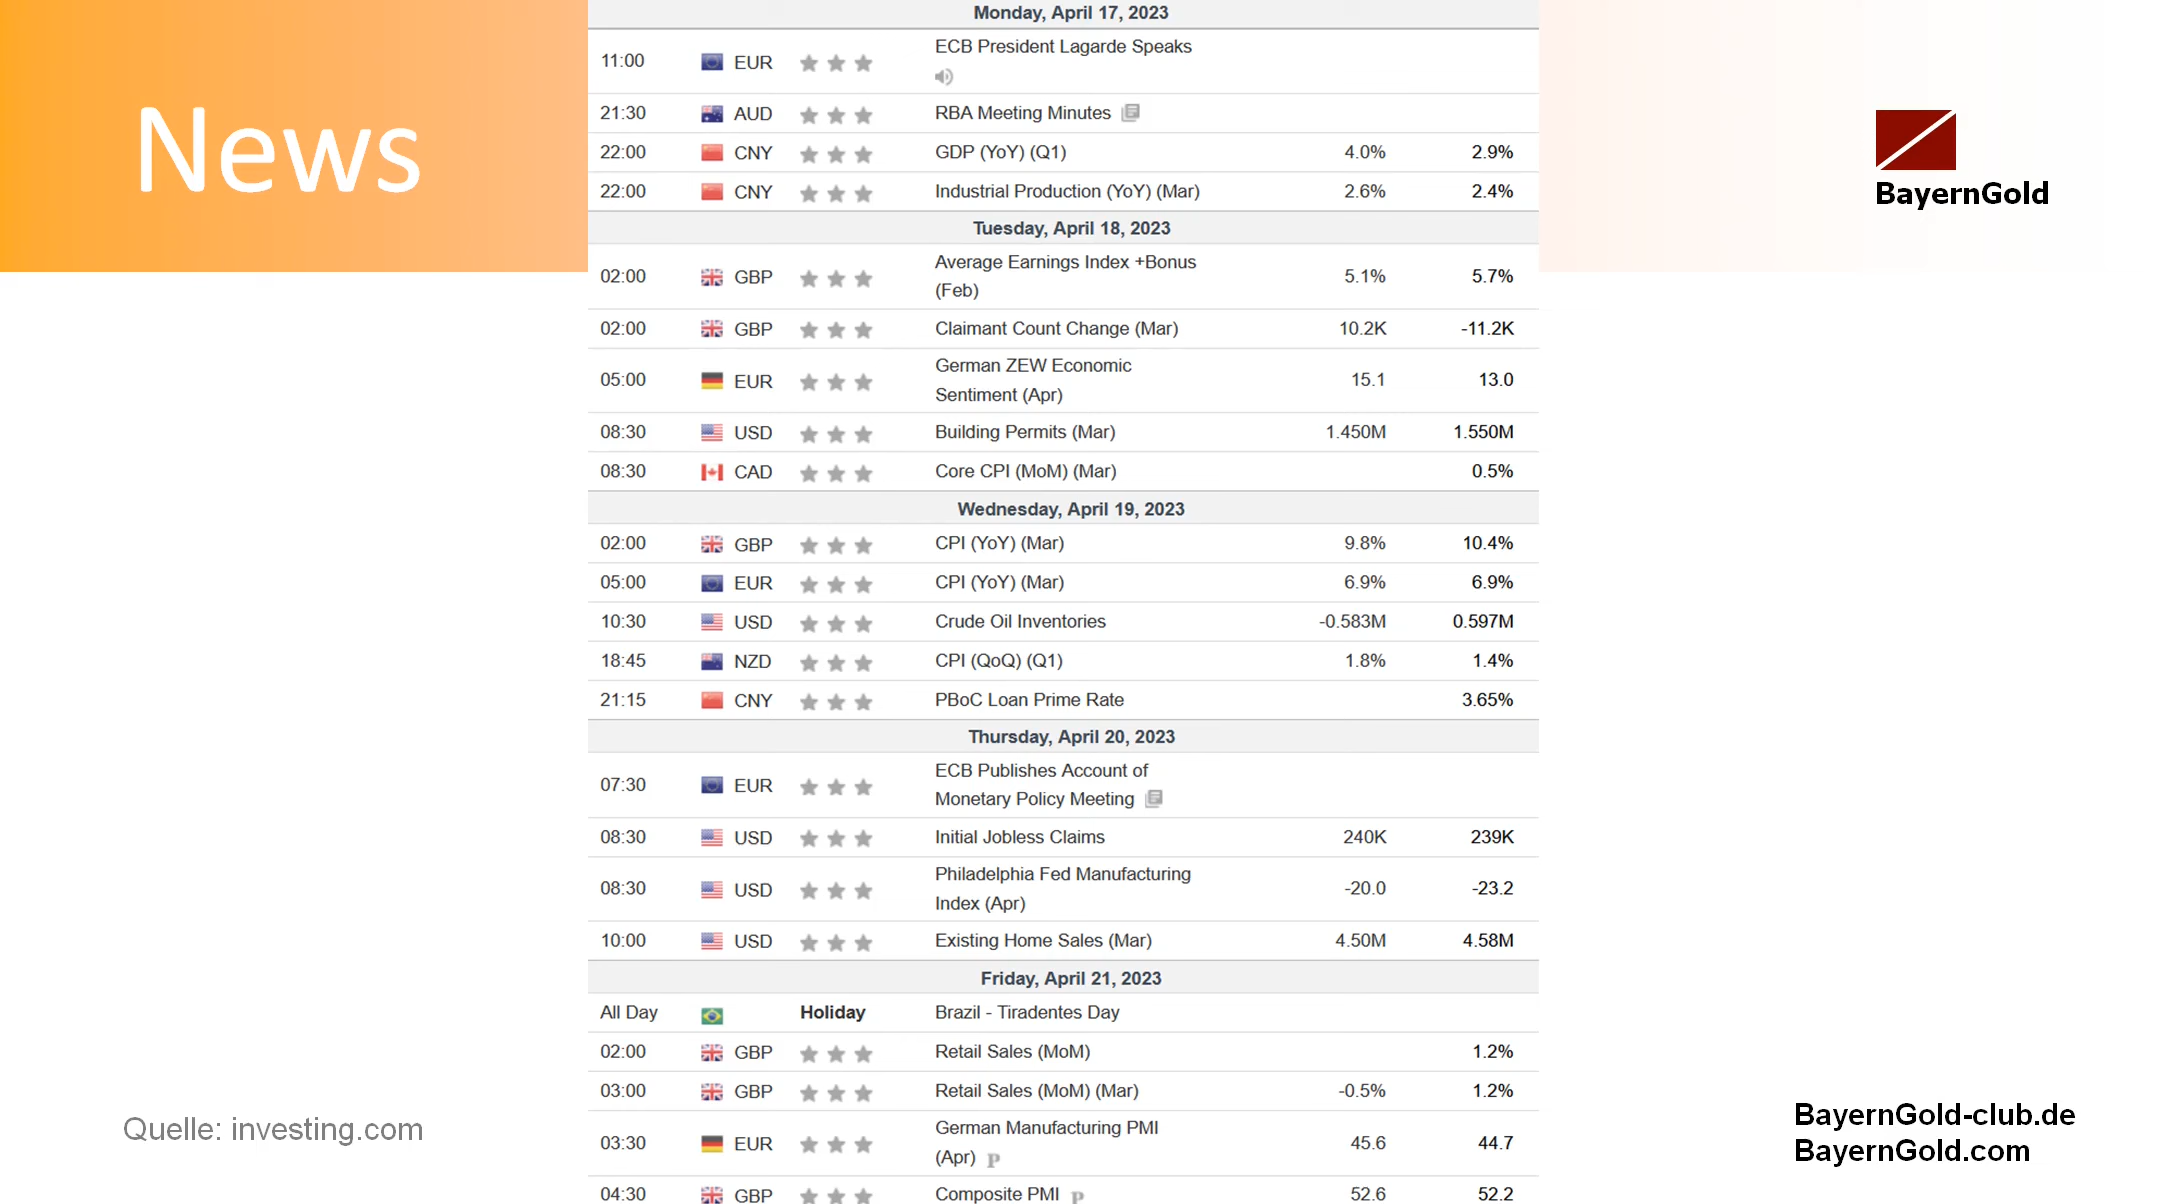 News
BayernGold
Monday, April 17, 2023
11:00 EUR ECB President Lagarde Speaks
21:30 AUD RBA Meeting Minutes
22:00 CNY GDP (YoY) (Q1) 4.0% 2.9%
22:00 CNY Industrial Production (YoY) (Mar) 2.6% 2.4%
Tuesday, April 18, 2023
02:00 GBP Average Earnings Index +Bonus 5.1% 5.7%
(Feb)
02:00 GBP Claimant Count Change (Mar) 10.2K -11.2K
05:00 EUR German ZEW Economic 15.1 13.0
Sentiment (Apr)
08:30 USD Building Permits (Mar) 1.450M 1.550M
08:30 CAD Core CPI (MoM) (Mar) 0.5%
Wednesday, April 19, 2023
02:00 GBP CPI (YoY) (Mar) 9.8% 10.4%
05:00 EUR CPI (YoY) (Mar) 6.9% 6.9%
10:30 USD Crude Oil Inventories -0.583M 0.597M
18:45 NZD CPI (QoQ) (Q1) 1.8% 1.4%
21:15 CNY PBoC Loan Prime Rate 3.65%
Thursday, April 20, 2023
07:30 EUR ECB Publishes Account of
Monetary Policy Meeting
08:30 USD Initial Jobless Claims 240K 239K
08:30 USD Philadelphia Fed Manufacturing -20.0 -23.2
Index (Apr)
10:00 USD Existing Home Sales (Mar) 4.50M 4.58M
Friday, April 21, 2023
All Day Holiday Brazil - Tiradentes Day
02:00 GBP Retail Sales (MoM) 1.2%
03:00 GBP Retail Sales (MoM) (Mar) -0.5% 1.2%
03:30 EUR German Manufacturing PMI 45.6 44.7
(Apr) P
04:30 GBP Composite PMI P 52.6 52.2
Quelle: investing.com
BayernGold-club.de
BayernGold.com